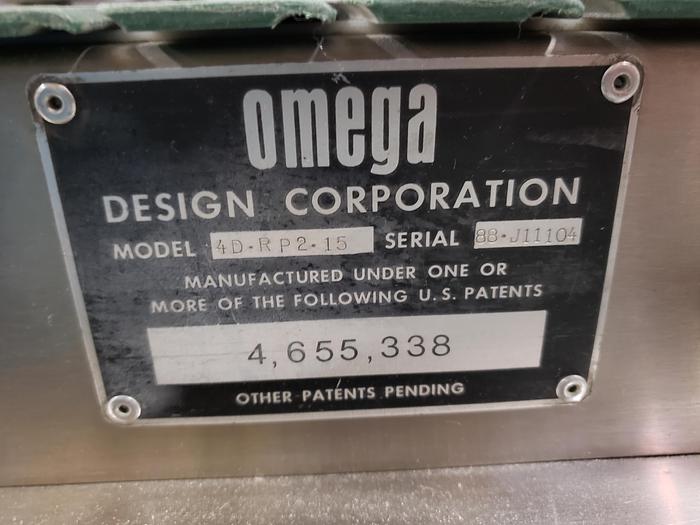 omega
DESIGN CORPORATION
MODEL 4D-RP2-15 SERIAL 88-J11104
MANUFACTURED UNDER ONE OR
MORE OF THE FOLLOWING U.S. PATENTS
4,655,338
OTHER PATENTS PENDING